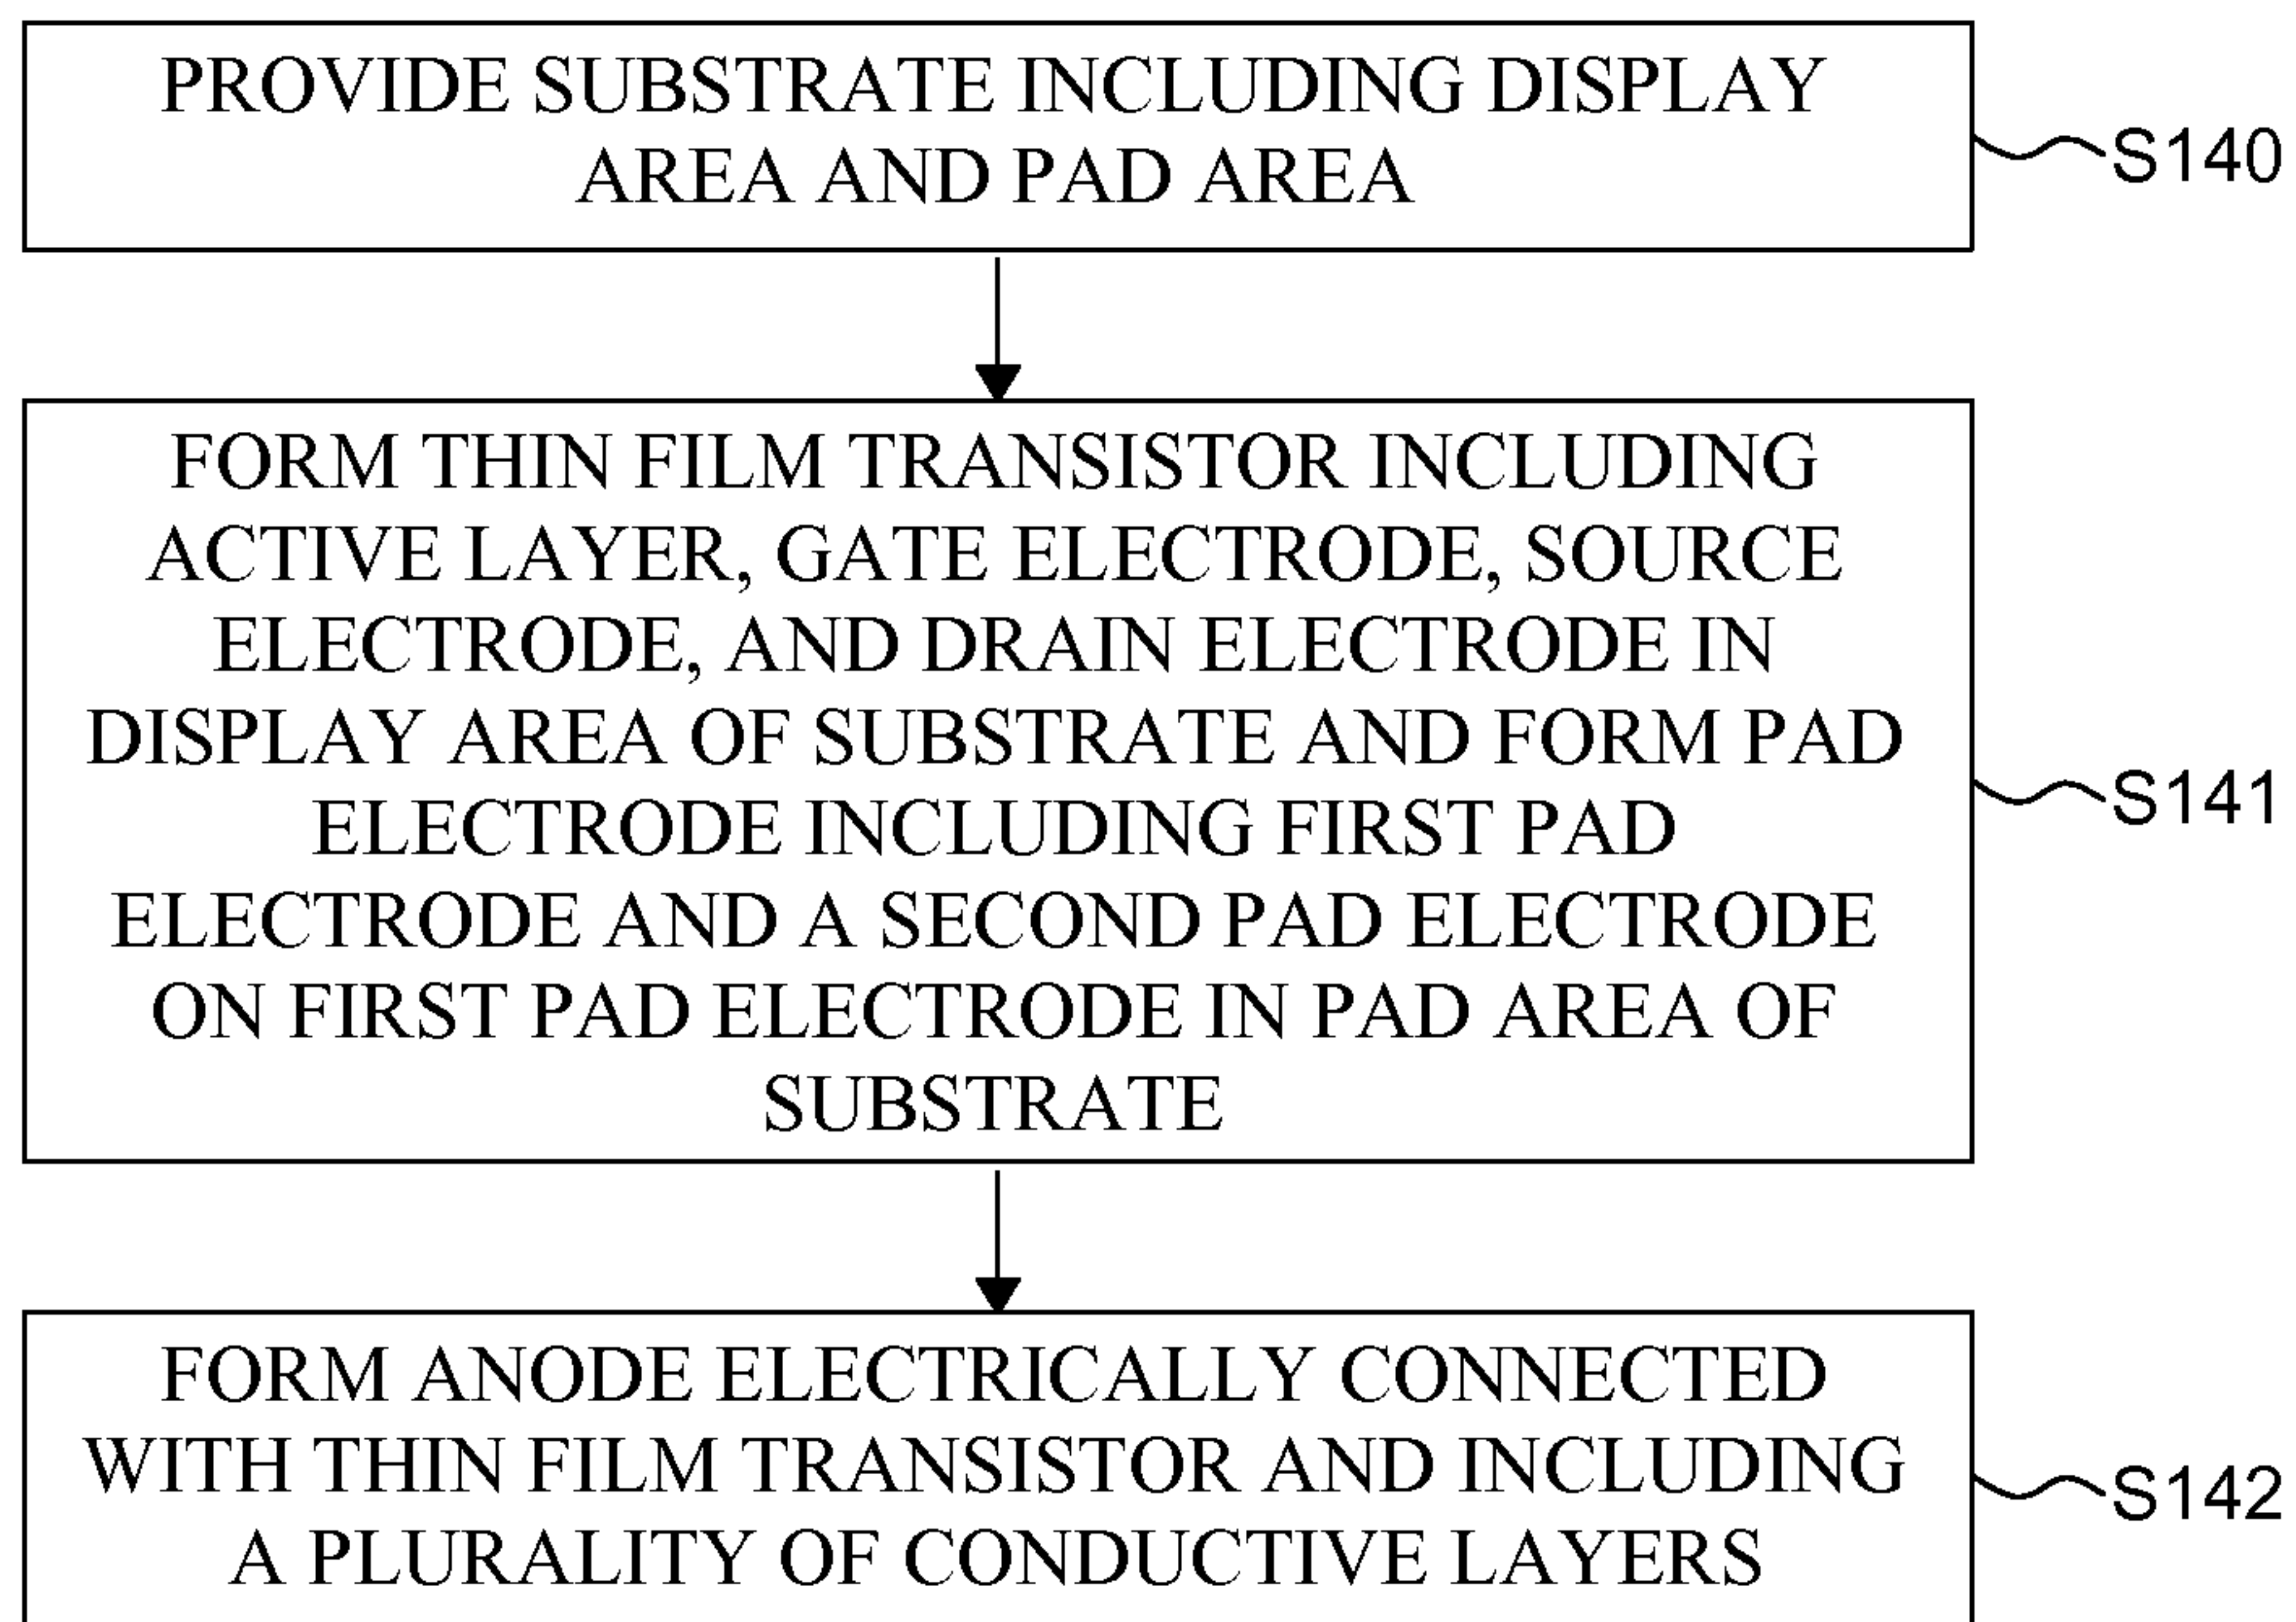 PROVIDE SUBSTRATE INCLUDING DISPLAY
AREA AND PAD AREA
S140
FORM THIN FILM TRANSISTOR INCLUDING
ACTIVE LAYER, GATE ELECTRODE, SOURCE
ELECTRODE, AND DRAIN ELECTRODE IN
DISPLAY AREA OF SUBSTRATE AND FORM PAD
ELECTRODE INCLUDING FIRST PAD
ELECTRODE AND A SECOND PAD ELECTRODE
ON FIRST PAD ELECTRODE IN PAD AREA OF
SUBSTRATE
S141
FORM ANODE ELECTRICALLY CONNECTED
WITH THIN FILM TRANSISTOR AND INCLUDING
A PLURALITY OF CONDUCTIVE LAYERS
S142